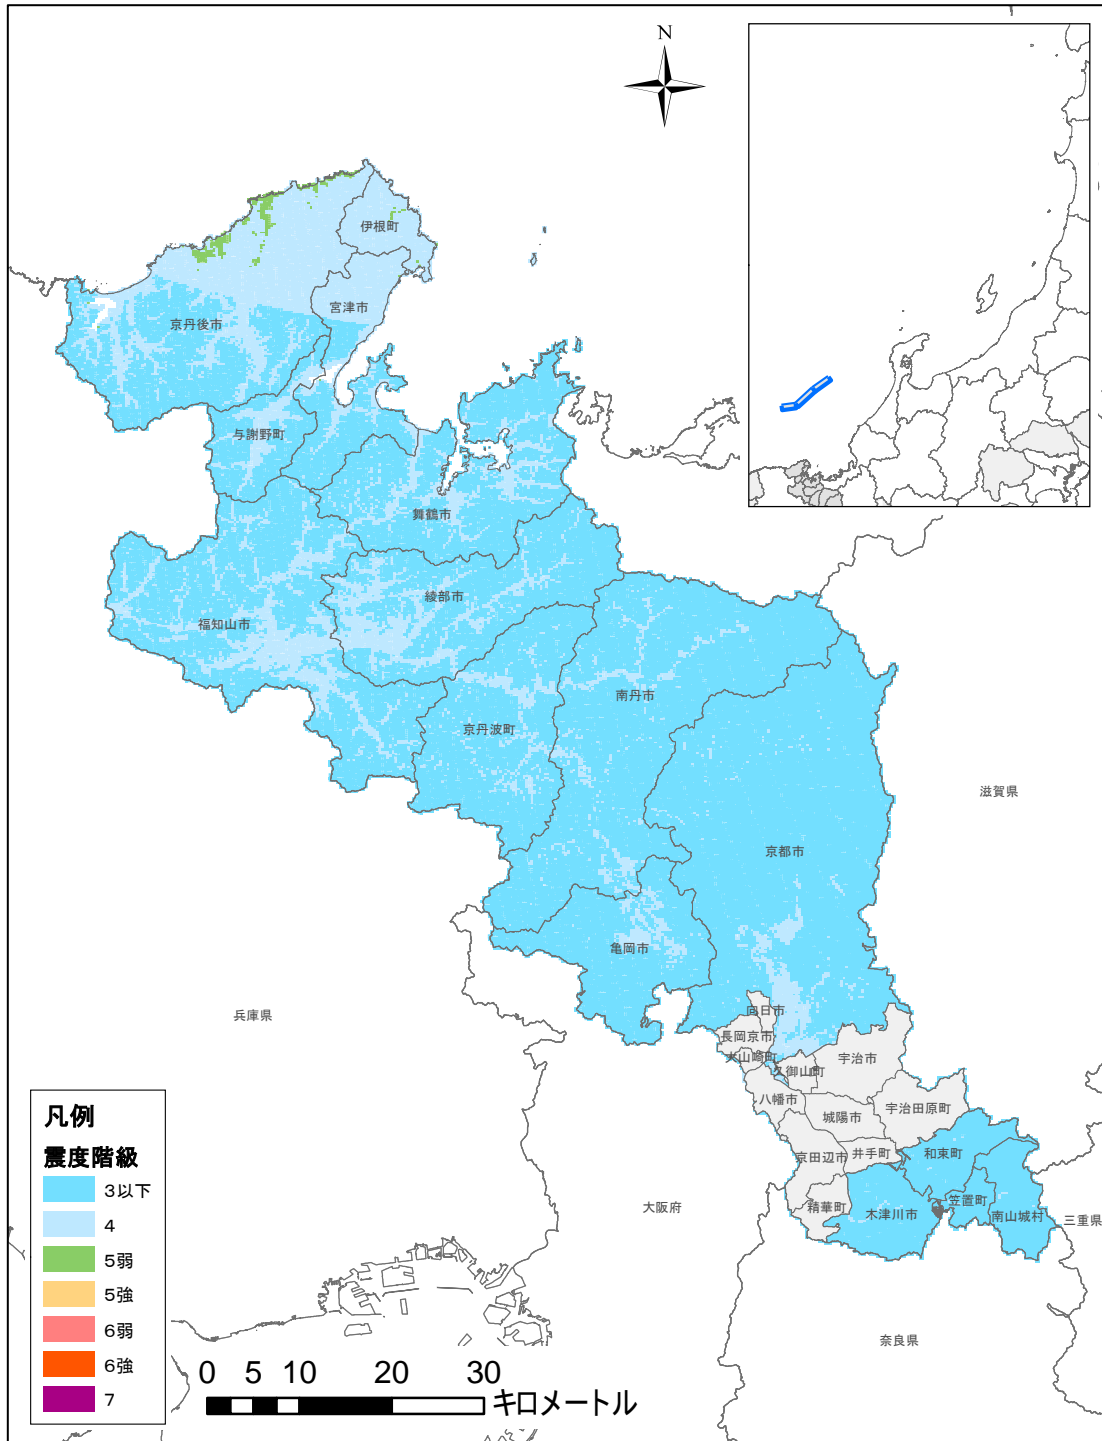 N
伊根町
宮津市
京丹後市
与謝野町
舞鶴市
綾部市
福知山市
南丹市
京丹波町
滋賀県
京都市
亀岡市
向日市
兵庫県
長岡京市
大山崎町
宇治市
久御山町
八幡市
宇治田原町
城陽市
井手町
和束町
京田辺市
笠置町
精華町
木津川市
南山城村
大阪府
三重県
奈良県
凡例
震度階級
3以下
4
5弱
5強
6弱
6強
7
0 5 10 20 30
キロメートル